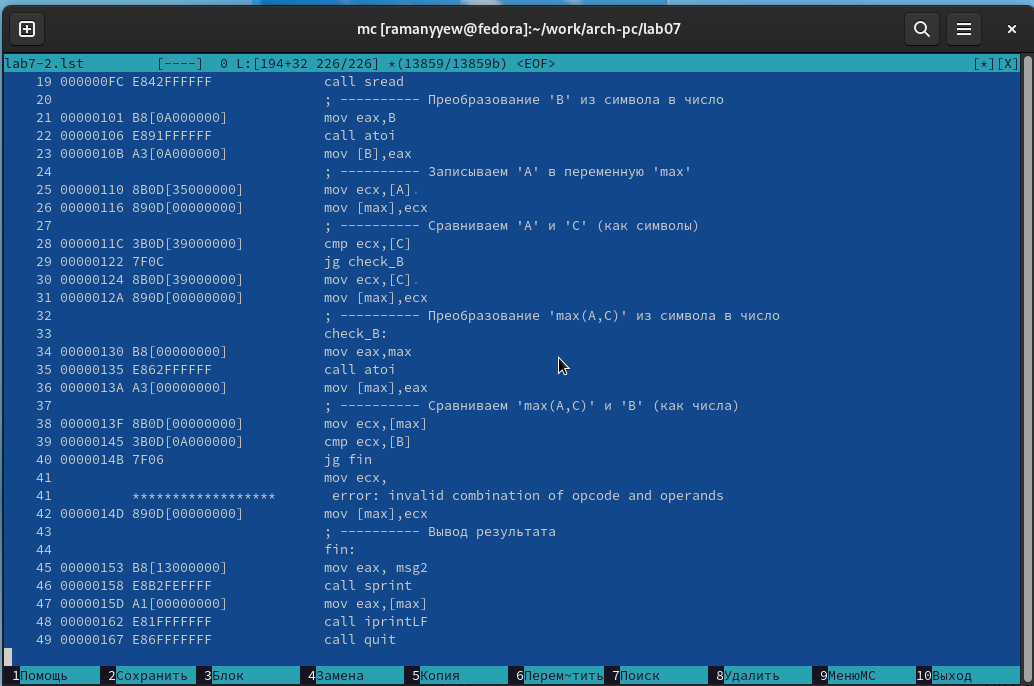 mc [ramanyyew@fedora]:~/work/arch-pc/lab07
lab7-2.lst [----] 0 L:[194+32 226/226] *(13859/13859b) <EOF> [*][X]
19 000000FC E842FFFFFF call sread
20 ; ---------- Преобразование 'B' из символа в число
21 00000101 B8[0A000000] mov eax,B
22 00000106 E891FFFFFF call atoi
23 0000010B A3[0A000000] mov [B],eax
24 ; ---------- Записываем 'A' в переменную 'max'
25 00000110 8B0D[35000000] mov ecx,[A].
26 00000116 890D[00000000] mov [max],ecx
27 ; ---------- Сравниваем 'A' и 'С' (как символы)
28 0000011C 3B0D[39000000] cmp ecx,[C]
29 00000122 7F0C jg check_B
30 00000124 8B0D[39000000] mov ecx,[C].
31 0000012A 890D[00000000] mov [max],ecx
32 ; ---------- Преобразование 'max(A,C)' из символа в число
33 check_B:
34 00000130 B8[00000000] mov eax,max
35 00000135 E862FFFFFF call atoi
36 0000013A A3[00000000] mov [max],eax
37 ; ---------- Сравниваем 'max(A,C)' и 'B' (как числа)
38 0000013F 8B0D[00000000] mov ecx,[max]
39 00000145 3B0D[0A000000] cmp ecx,[B]
40 0000014B 7F06 jg fin
41 mov ecx,
41 ****************** error: invalid combination of opcode and operands
42 0000014D 890D[00000000] mov [max],ecx
43 ; ---------- Вывод результата
44 fin:
45 00000153 B8[13000000] mov eax, msg2
46 00000158 E8B2FEFFFF call sprint
47 0000015D A1[00000000] mov eax,[max]
48 00000162 E81FFFFFFF call iprintLF
49 00000167 E86FFFFFFF call quit
1Помощь 2Сохранить 3Блок 4Замена 5Копия 6Перем~тить 7Поиск 8Удалить 9МенюMC 10Выход